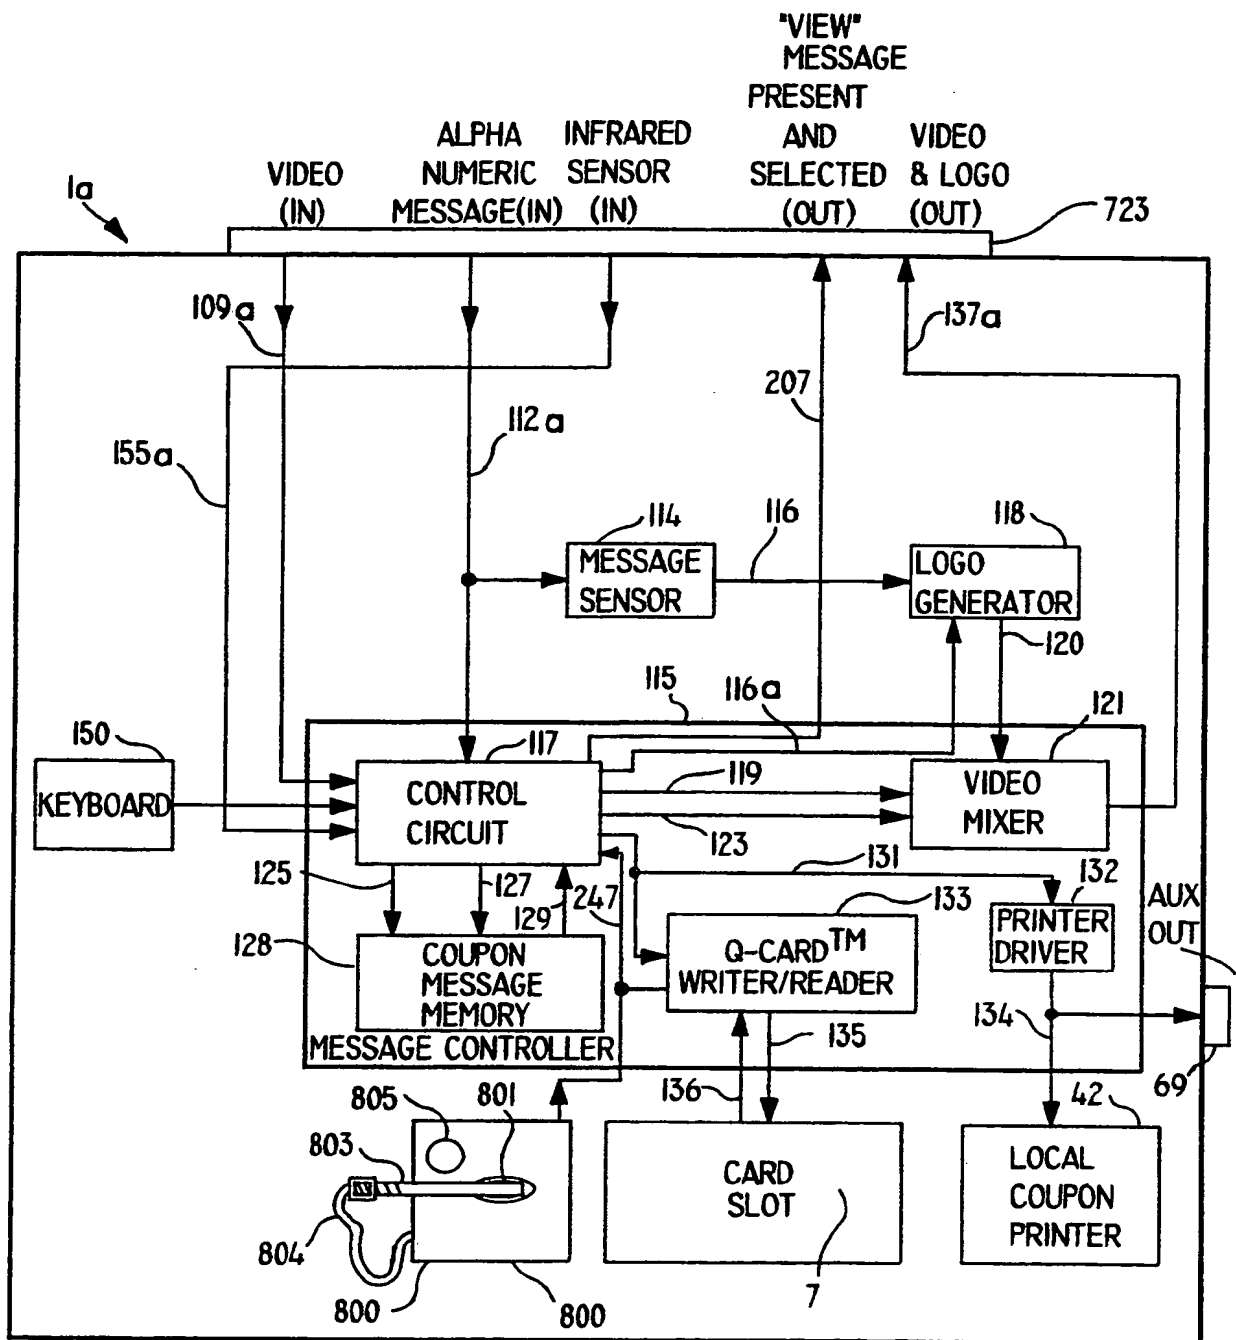 "VIEW"
MESSAGE
PRESENT
ALPHA INFRARED AND VIDEO
VIDEO NUMERIC SENSOR SELECTED & LOGO
(IN) MESSAGE(IN) (IN) (OUT) (OUT)
1a
723
109a
137a
207
112a
155a
114
116
118
MESSAGE
SENSOR
LOGO
GENERATOR
120
115
116a
121
150
117
KEYBOARD
CONTROL
CIRCUIT
119
VIDEO
MIXER
123
125
127
129
247
131
132
133
AUX
OUT
128
COUPON
MESSAGE
MEMORY
Q-CARD™
WRITER/READER
PRINTER
DRIVER
MESSAGE CONTROLLER
135
134
136
69
805
801
42
803
CARD
SLOT
LOCAL
COUPON
PRINTER
804
800
800
7